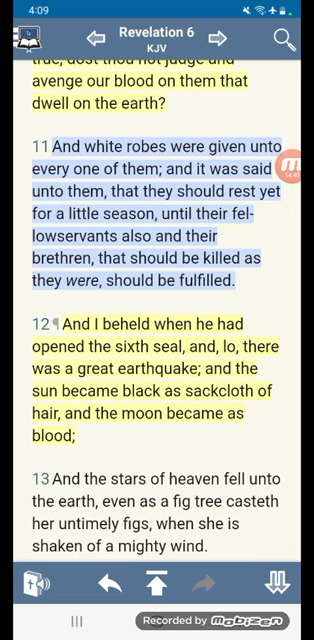 4:09
Revelation 6
KJV
true, dost thou not judge and
avenge our blood on them that
dwell on the earth?
11 And white robes were given unto
every one of them; and it was said
unto them, that they should rest yet
for a little season, until their fel-
lowservants also and their
brethren, that should be killed as
they were, should be fulfilled.
12 ¶ And I beheld when he had
opened the sixth seal, and, lo, there
was a great earthquake; and the
sun became black as sackcloth of
hair, and the moon became as
blood;
13 And the stars of heaven fell unto
the earth, even as a fig tree casteth
her untimely figs, when she is
shaken of a mighty wind.
Recorded by mobizen